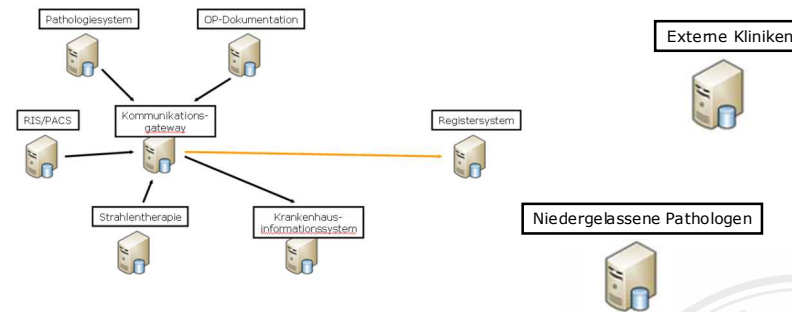 Pathologiesystem
OP-Dokumentation
Externe Kliniken
RIS/PACS
Kommunikations-
gateway
Registersystem
Strahlentherapie
Krankenhaus-
informationssystem
Niedergelassene Pathologen